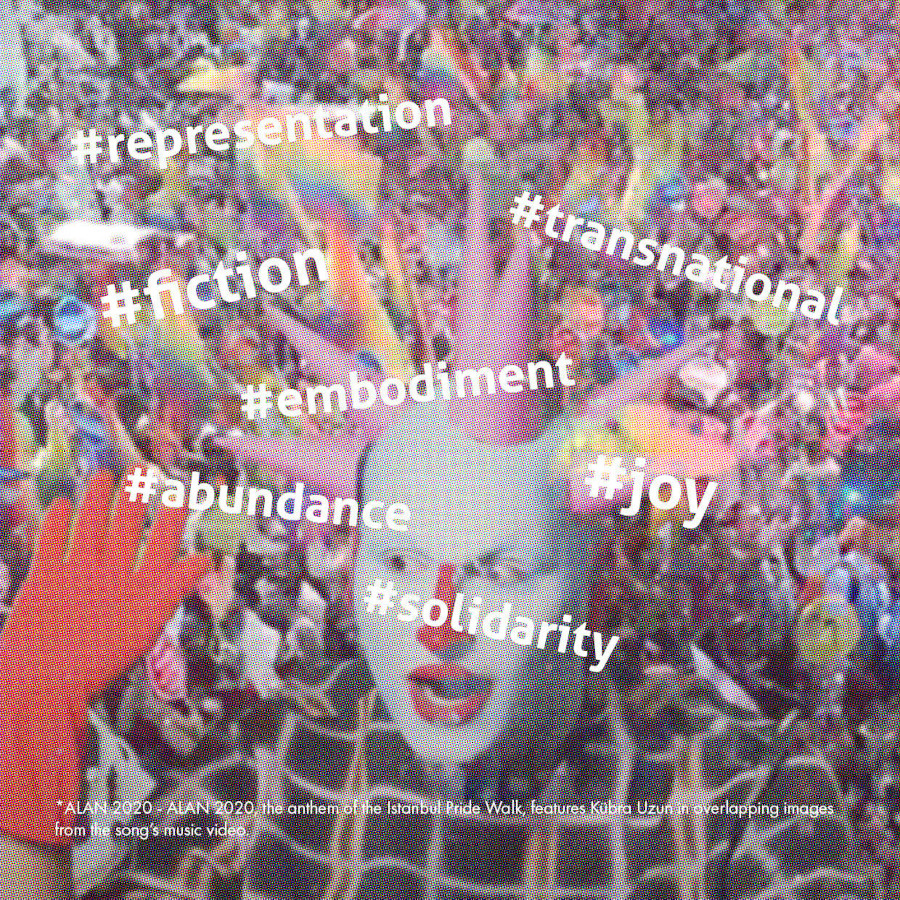 #representation
#transnational
#fiction
#embodiment
#abundance
#joy
#solidarity
*ALAN 2020 - ALAN 2020, the anthem of the Istanbul Pride Walk, features Kübra Uzun in overlapping images
from the song's music video.